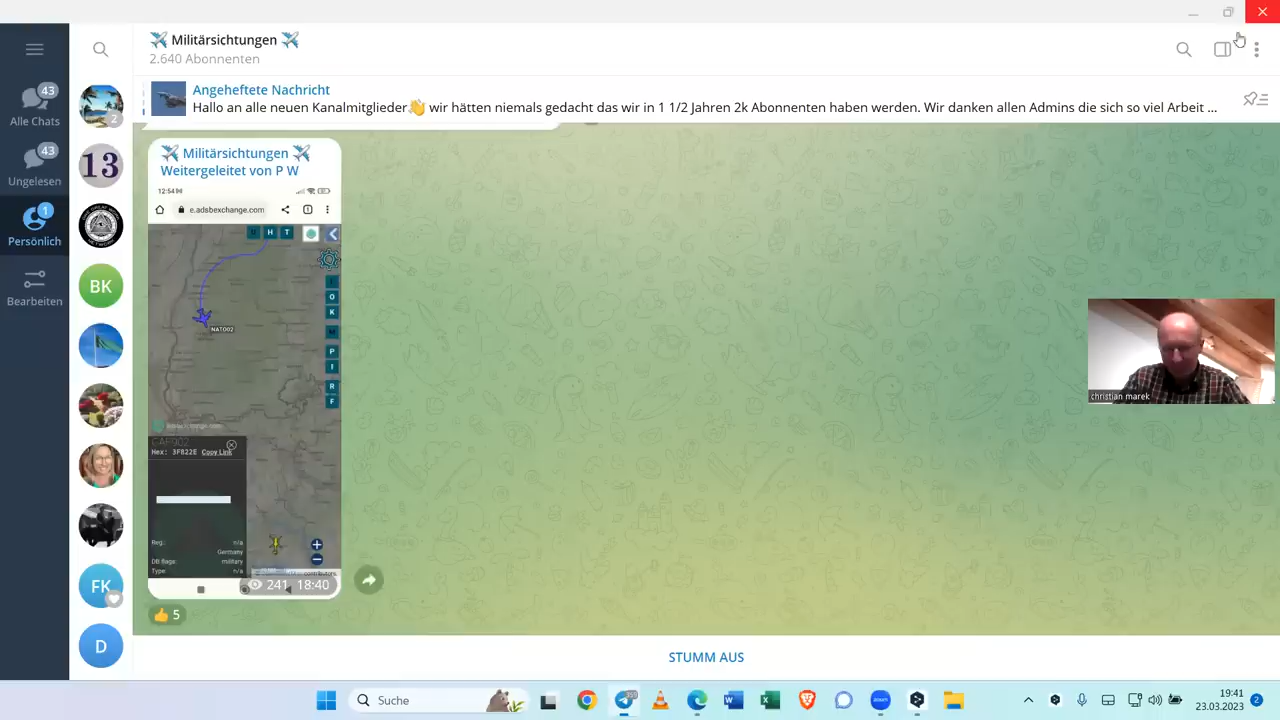 Militärsichtungen
2.640 Abonnenten
Angeheftete Nachricht
Hallo an alle neuen Kanalmitglieder👋 wir hätten niemals gedacht das wir in 1 1/2 Jahren 2k Abonnenten haben werden. Wir danken allen Admins die sich so viel Arbeit ...
43
Alle Chats
43
Ungelesen
1
Persönlich
Bearbeiten
2
13
BK
FK
D
Militärsichtungen
Weitergeleitet von P W
12:54
e.adsbexchange.com
H T
O
K
M
P
I
R
F
NATO02
GAF902
Hex: 3F822E Copy Link
Reg.: n/a
Germany
DB flags: military
Type: n/a
241 18:40
👍 5
christian marek
STUMM AUS
Suche
19:41
23.03.2023
2